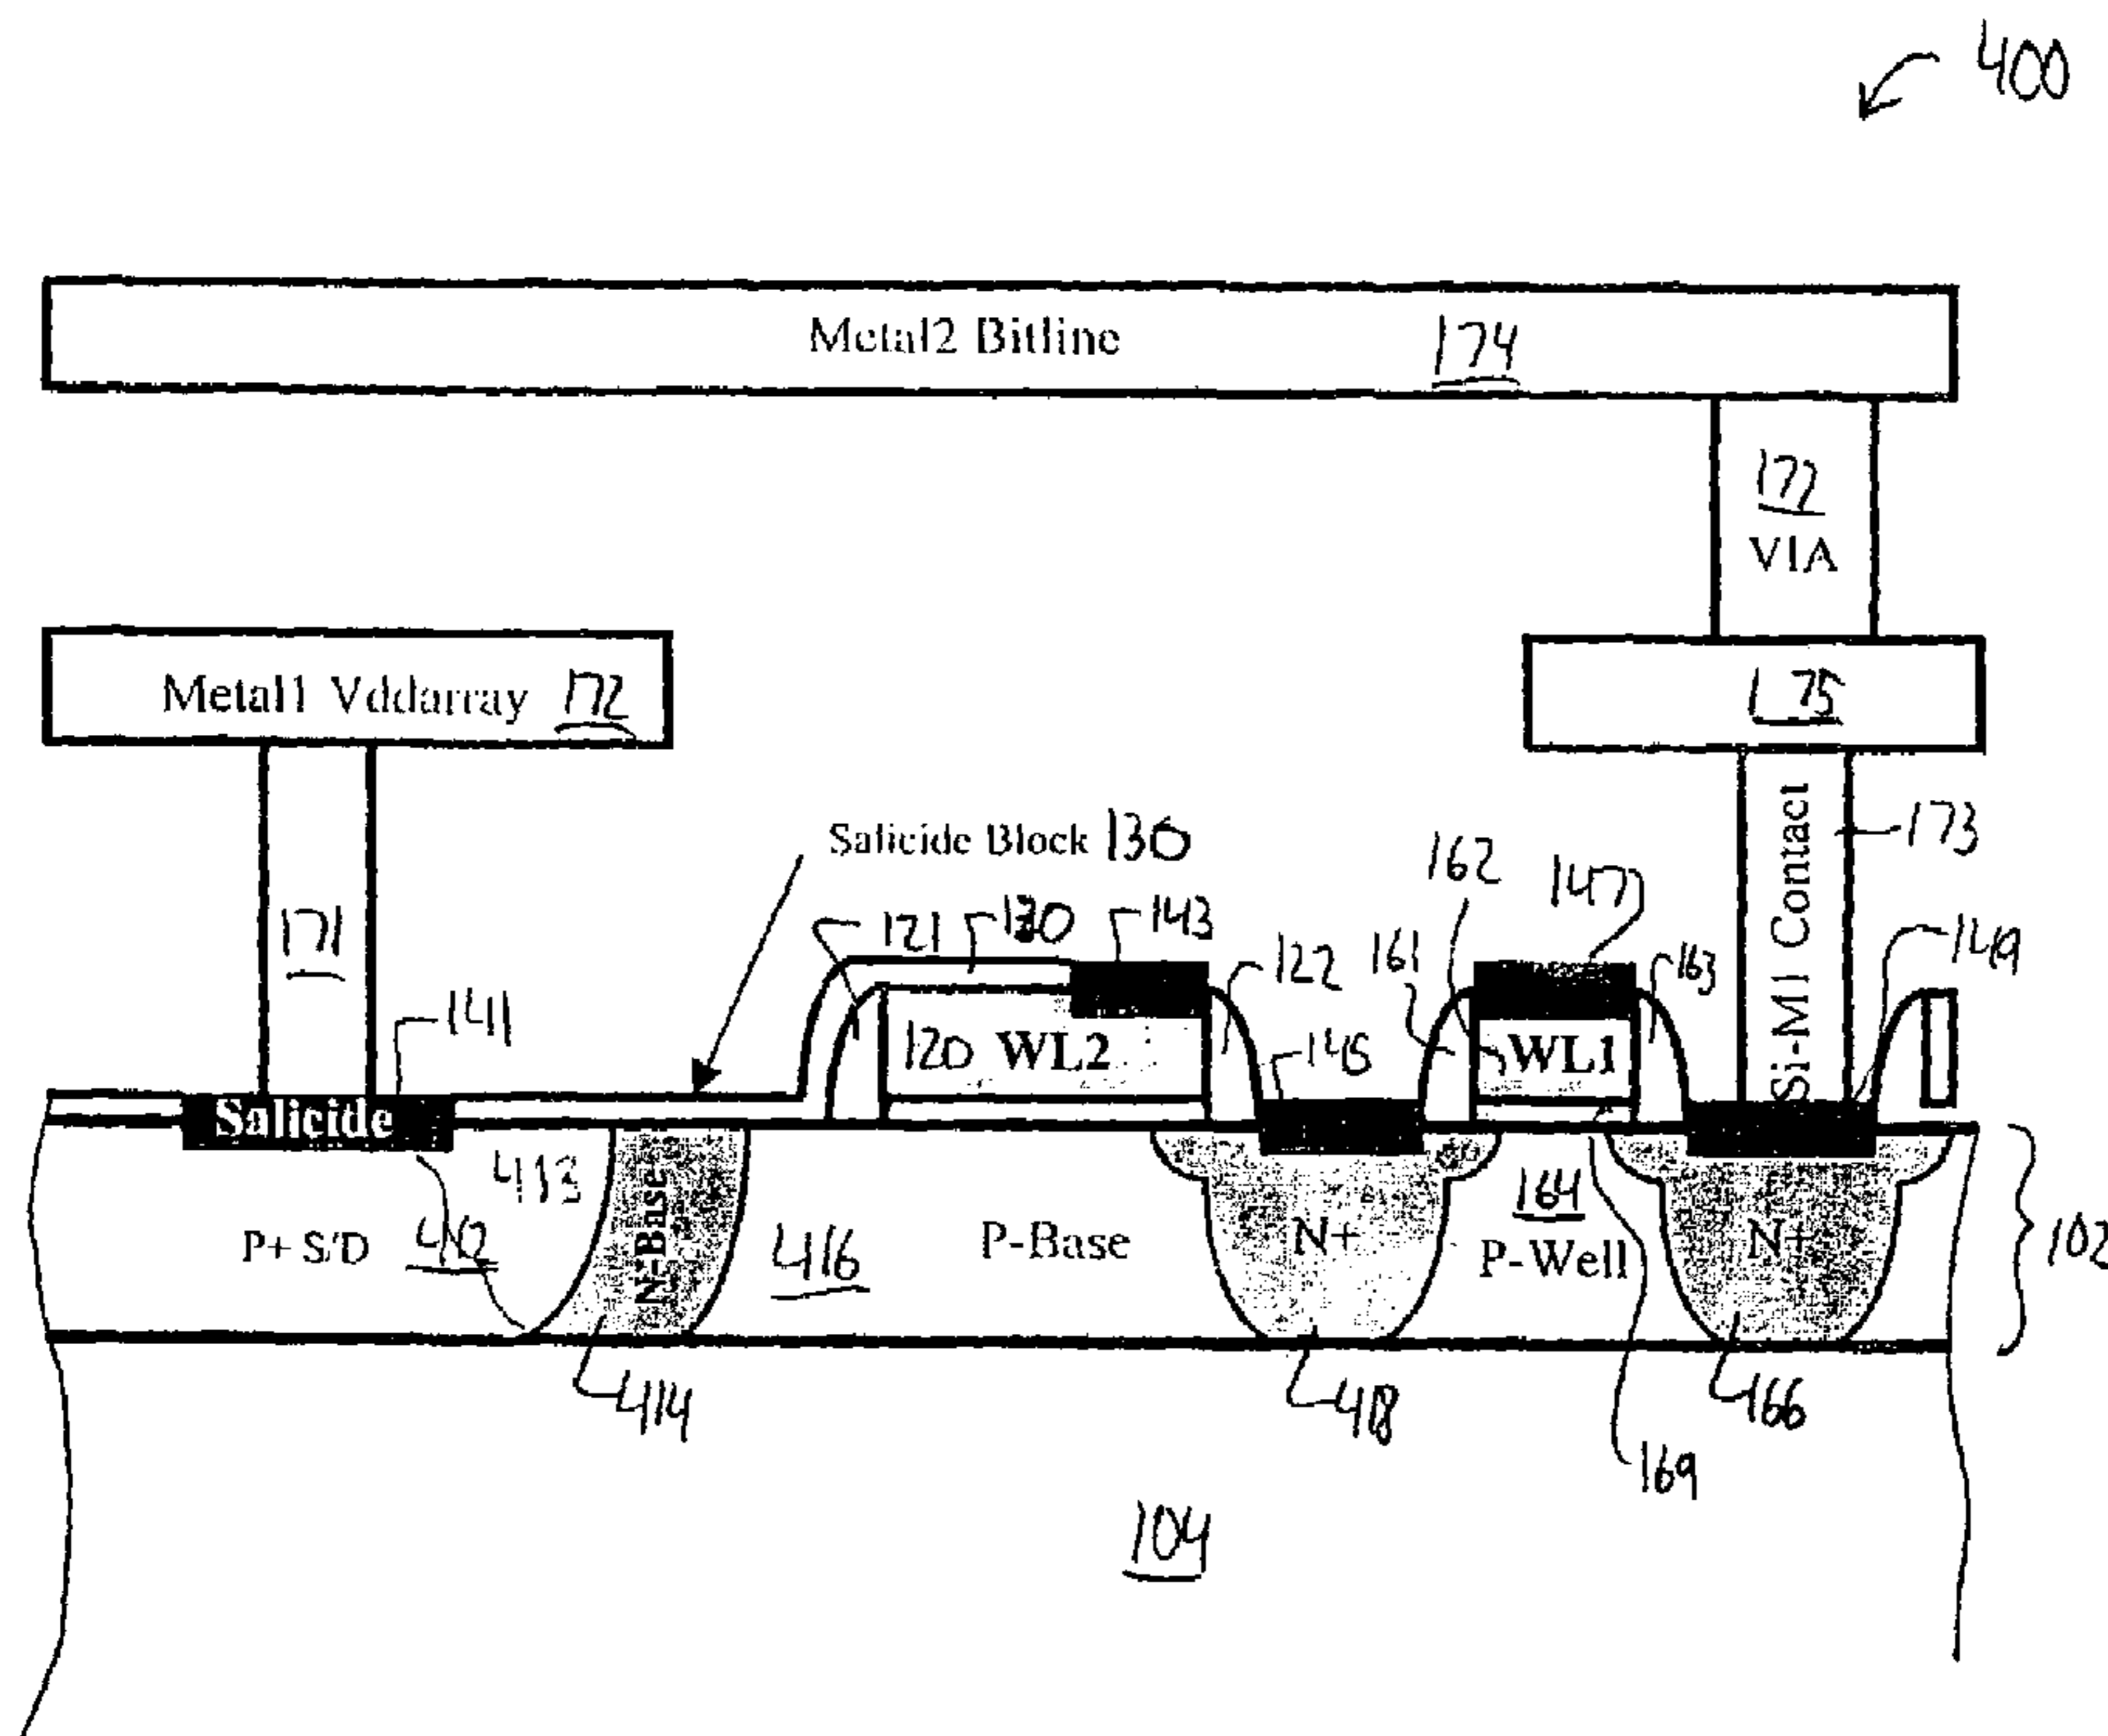 400
Metal2 Bitline 174
172
VIA
Metal1 Vddarray 172
175
Salicide Block 130
162
147
173
Si-M1 Contact
171
121
130
143
122
161
163
149
141
120 WL2
145
WL1
Salicide
413
N-Base
164
P+ S/D 412
416
P-Base
N+
P-Well
N+
102
414
418
466
169
104